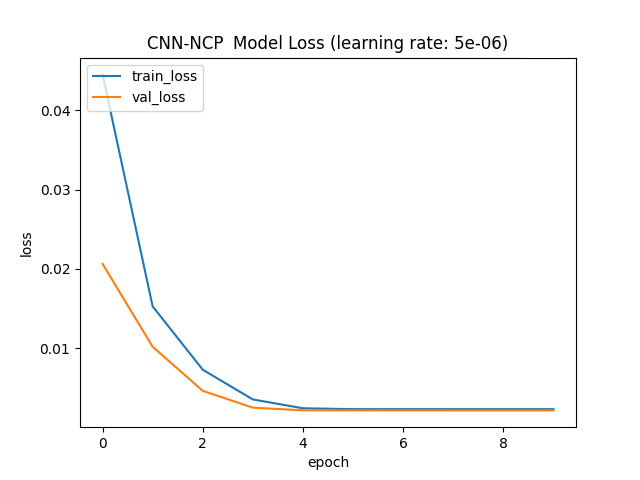 CNN-NCP  Model Loss (learning rate: 5e-06)
train_loss
val_loss
0.04
0.03
0.02
0.01
loss
0 2 4 6 8
epoch